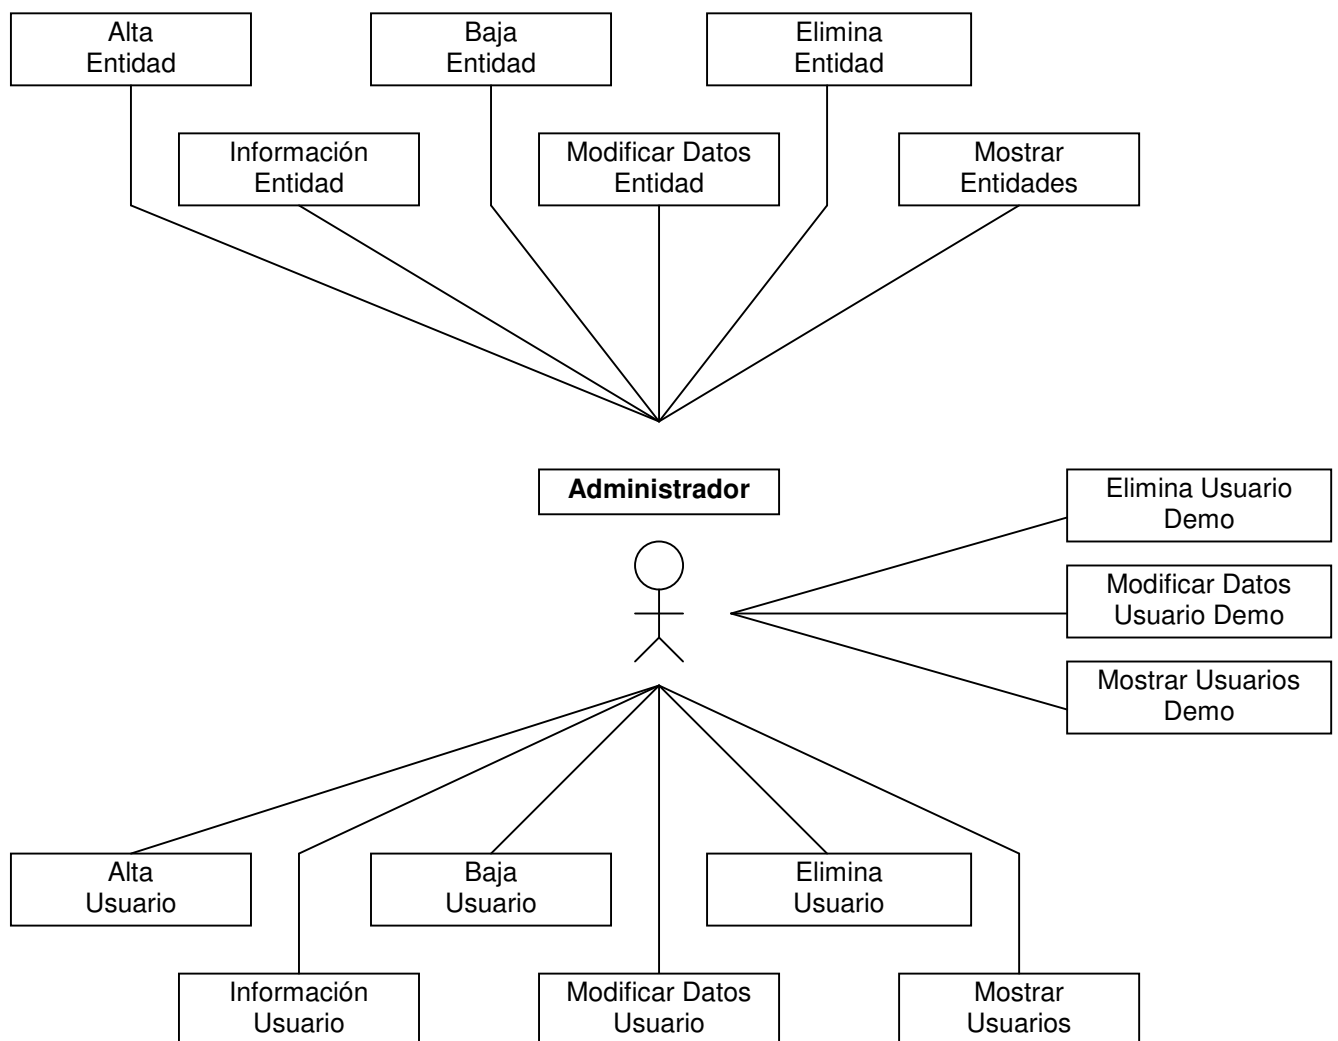 Alta
Entidad
Baja
Entidad
Elimina
Entidad
Información
Entidad
Modificar Datos
Entidad
Mostrar
Entidades
Administrador
Elimina Usuario
Demo
Modificar Datos
Usuario Demo
Mostrar Usuarios
Demo
Alta
Usuario
Baja
Usuario
Elimina
Usuario
Información
Usuario
Modificar Datos
Usuario
Mostrar
Usuarios